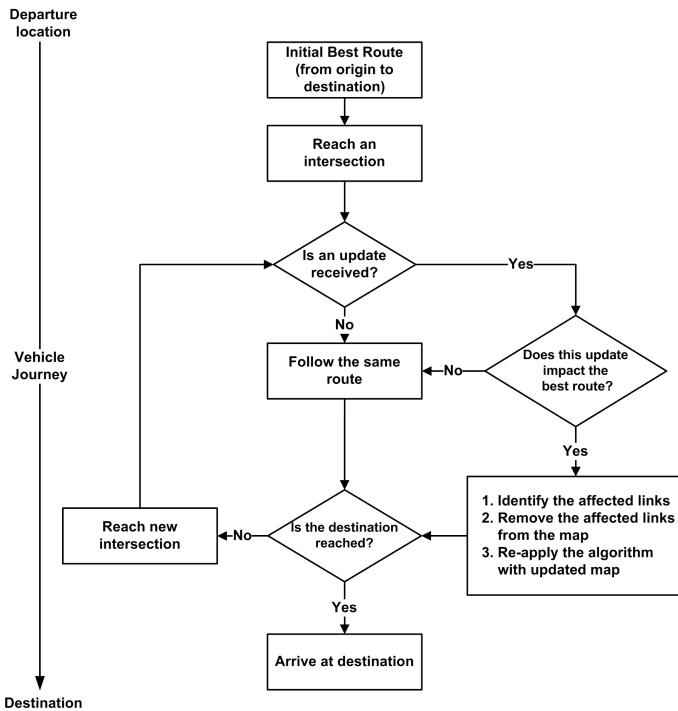 Departure
location
Initial Best Route
(from origin to
destination)
Reach an
intersection
Is an update
received?
Yes
No
Vehicle
Journey
Follow the same
route
No
Does this update
impact the
best route?
Yes
Reach new
intersection
No
Is the destination
reached?
1. Identify the affected links
2. Remove the affected links
from the map
3. Re-apply the algorithm
with updated map
Yes
Arrive at destination
Destination